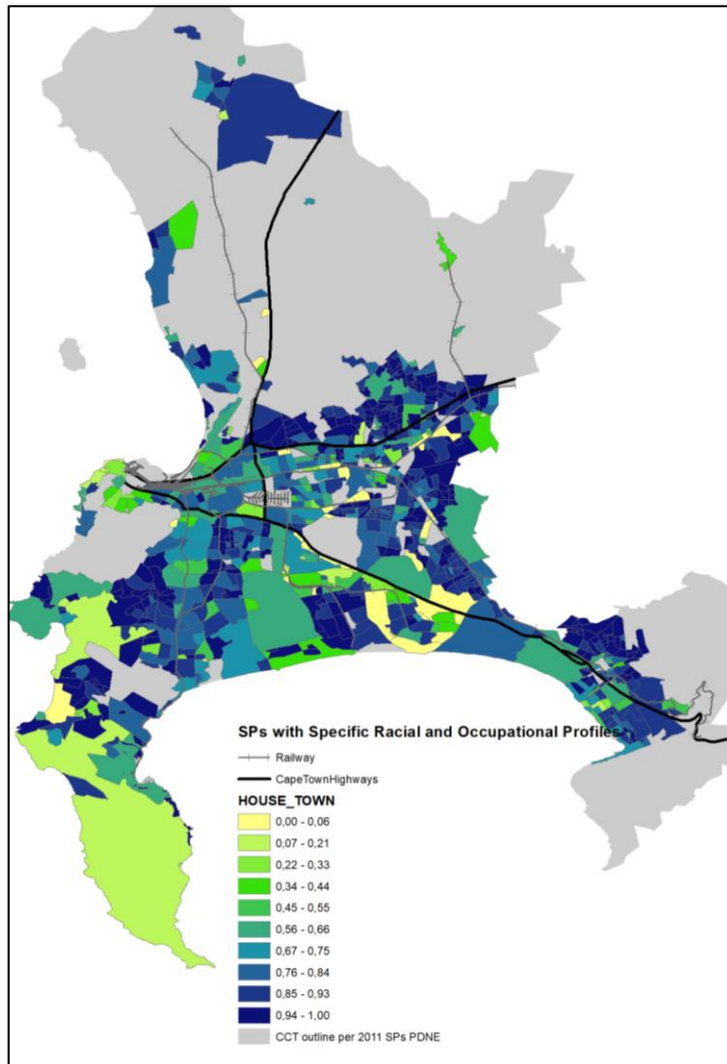 SPs with Specific Racial and Occupational Profiles
Railway
CapeTownHighways
HOUSE_TOWN
0,00 - 0,06
0,07 - 0,21
0,22 - 0,33
0,34 - 0,44
0,45 - 0,55
0,56 - 0,66
0,67 - 0,75
0,76 - 0,84
0,85 - 0,93
0,94 - 1,00
CCT outline per 2011 SPs PDNE